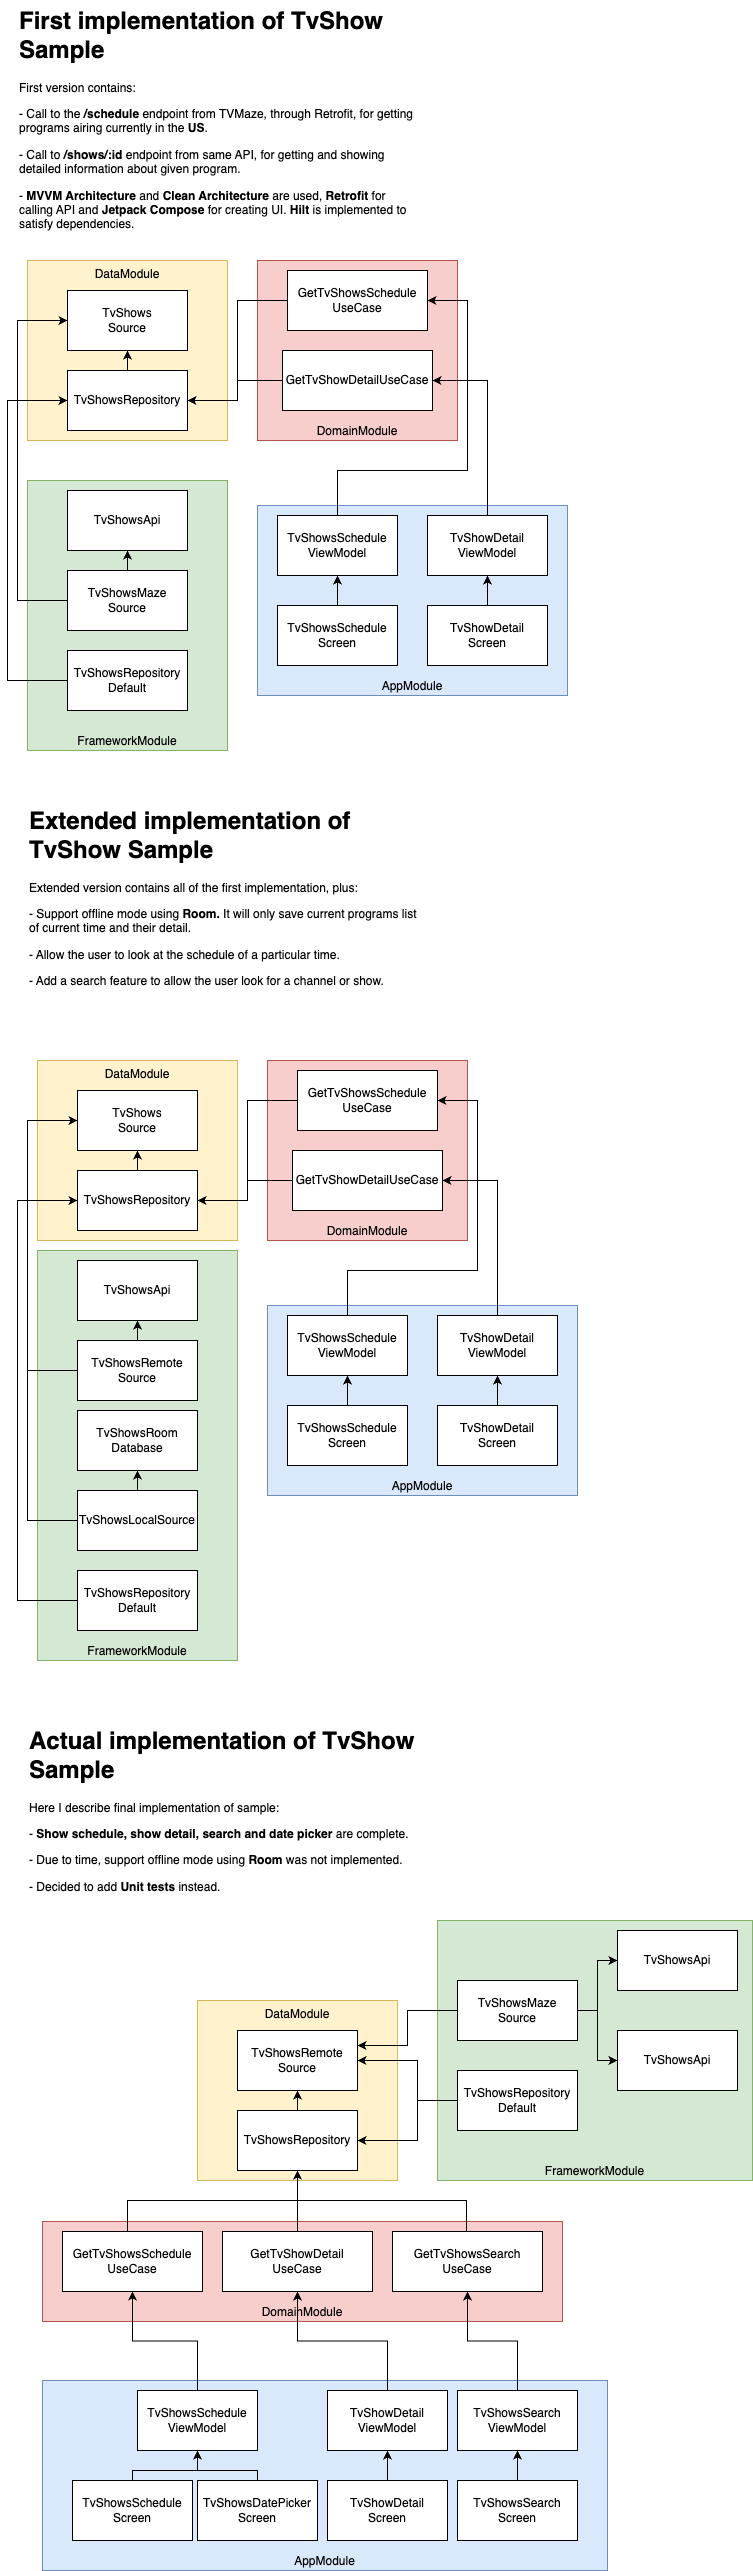 First implementation of TvShow
Sample
First version contains:
- Call to the /schedule endpoint from TVMaze, through Retrofit, for getting
programs airing currently in the US.
- Call to /shows/:id endpoint from same API, for getting and showing
detailed information about given program.
- MVVM Architecture and Clean Architecture are used, Retrofit for
calling API and Jetpack Compose for creating UI. Hilt is implemented to
satisfy dependencies.
DataModule
TvShows
Source
TvShowsRepository
GetTvShowsSchedule
UseCase
GetTvShowDetailUseCase
DomainModule
TvShowsApi
TvShowsMaze
Source
TvShowsRepository
Default
FrameworkModule
TvShowsSchedule
ViewModel
TvShowDetail
ViewModel
TvShowsSchedule
Screen
TvShowDetail
Screen
AppModule
Extended implementation of
TvShow Sample
Extended version contains all of the first implementation, plus:
- Support offline mode using Room. It will only save current programs list
of current time and their detail.
- Allow the user to look at the schedule of a particular time.
- Add a search feature to allow the user look for a channel or show.
DataModule
TvShows
Source
TvShowsRepository
GetTvShowsSchedule
UseCase
GetTvShowDetailUseCase
DomainModule
TvShowsApi
TvShowsRemote
Source
TvShowsRoom
Database
TvShowsLocalSource
TvShowsRepository
Default
FrameworkModule
TvShowsSchedule
ViewModel
TvShowDetail
ViewModel
TvShowsSchedule
Screen
TvShowDetail
Screen
AppModule
Actual implementation of TvShow
Sample
Here I describe final implementation of sample:
- Show schedule, show detail, search and date picker are complete.
- Due to time, support offline mode using Room was not implemented.
- Decided to add Unit tests instead.
DataModule
TvShowsRemote
Source
TvShowsRepository
TvShowsMaze
Source
TvShowsRepository
Default
TvShowsApi
TvShowsApi
FrameworkModule
GetTvShowsSchedule
UseCase
GetTvShowDetail
UseCase
GetTvShowsSearch
UseCase
DomainModule
TvShowsSchedule
ViewModel
TvShowDetail
ViewModel
TvShowsSearch
ViewModel
TvShowsSchedule
Screen
TvShowsDatePicker
Screen
TvShowDetail
Screen
TvShowsSearch
Screen
AppModule